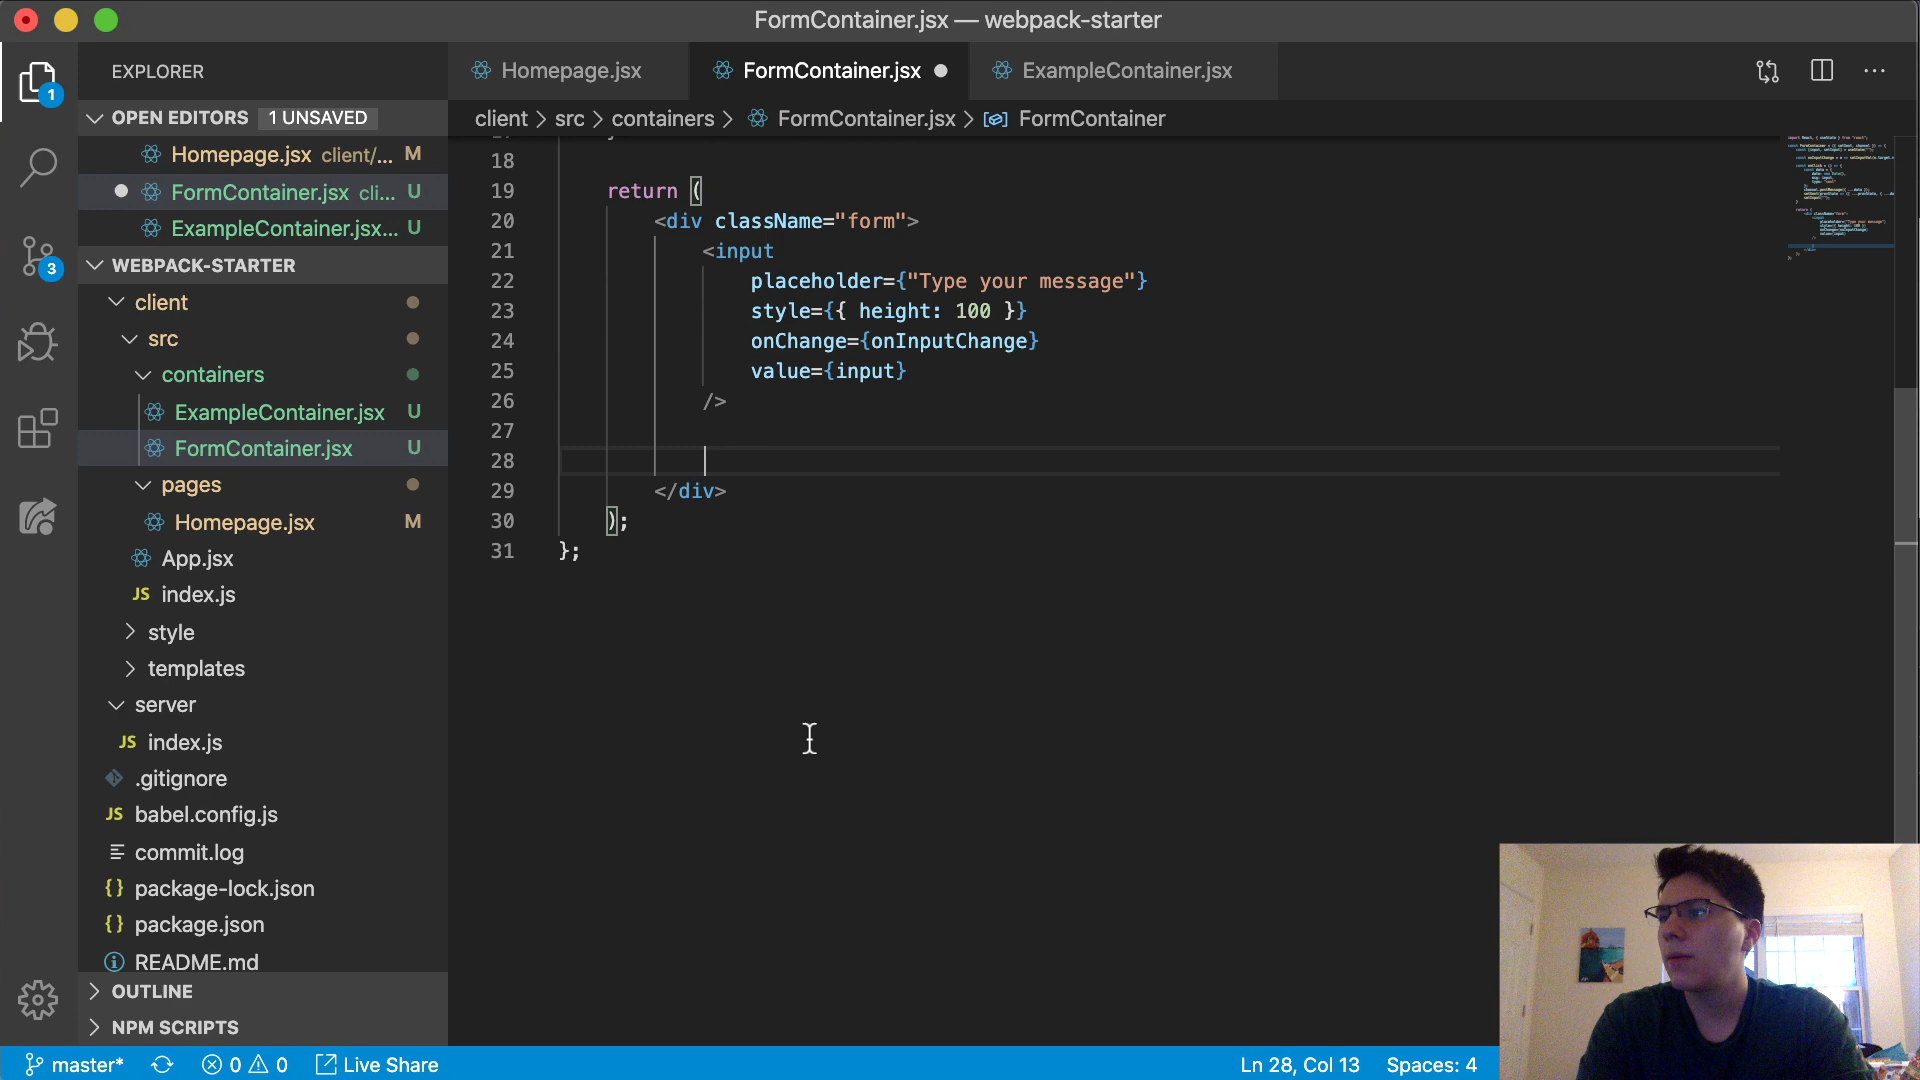 FormContainer.jsx — webpack-starter
EXPLORER
Homepage.jsx
FormContainer.jsx
ExampleContainer.jsx
1
OPEN EDITORS 1 UNSAVED
Homepage.jsx client/... M
FormContainer.jsx cli... U
ExampleContainer.jsx... U
WEBPACK-STARTER
client
src
containers
ExampleContainer.jsx U
FormContainer.jsx U
pages
Homepage.jsx M
App.jsx
JS index.js
style
templates
server
JS index.js
.gitignore
JS babel.config.js
commit.log
{} package-lock.json
{} package.json
README.md
OUTLINE
NPM SCRIPTS
3
client > src > containers > FormContainer.jsx > FormContainer
18
19 return (
20 <div className="form">
21 <input
22 placeholder={"Type your message"}
23 style={{ height: 100 }}
24 onChange={onInputChange}
25 value={input}
26 />
27
28
29 </div>
30 );
31 };
master* 0 0 Live Share
Ln 28, Col 13 Spaces: 4